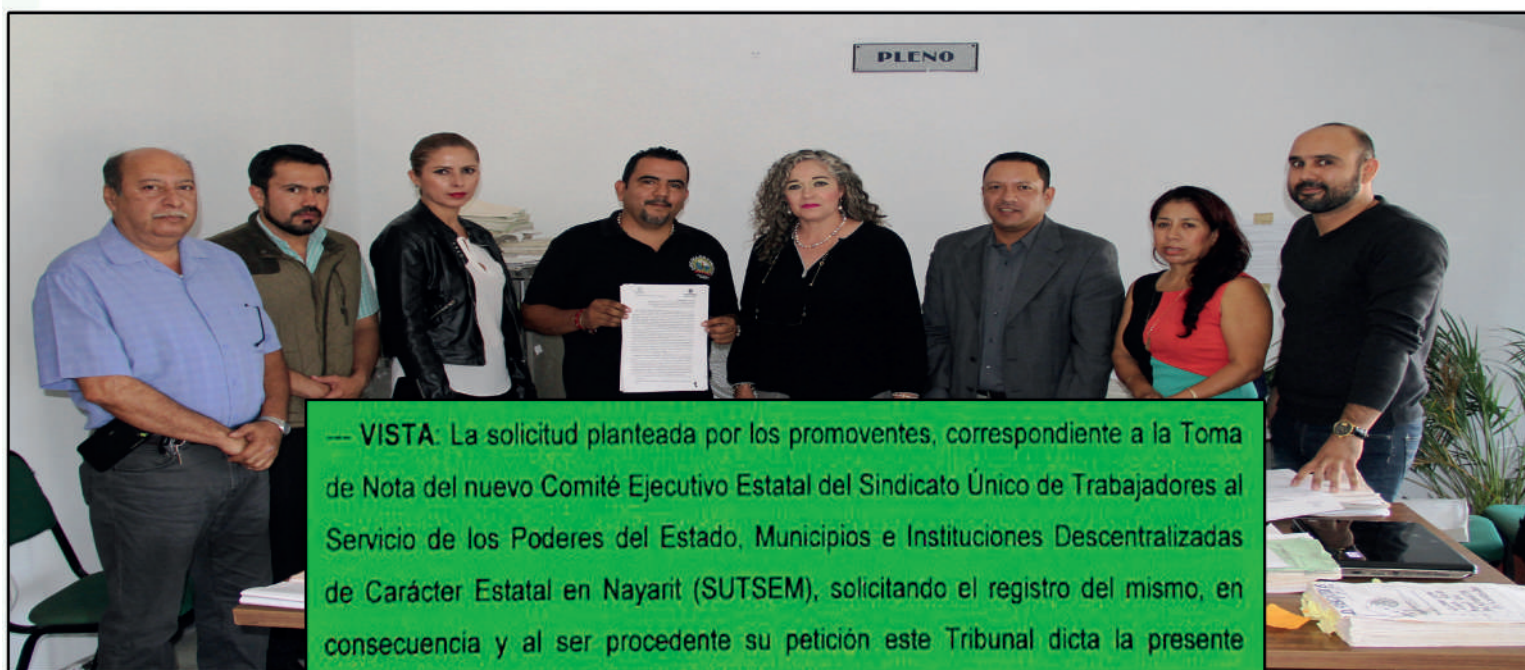 PLENO
--- VISTA: La solicitud planteada por los promoventes, correspondiente a la Toma
de Nota del nuevo Comité Ejecutivo Estatal del Sindicato Único de Trabajadores al
Servicio de los Poderes del Estado, Municipios e Instituciones Descentralizadas
de Carácter Estatal en Nayarit (SUTSEM), solicitando el registro del mismo, en
consecuencia y al ser procedente su petición este Tribunal dicta la presente